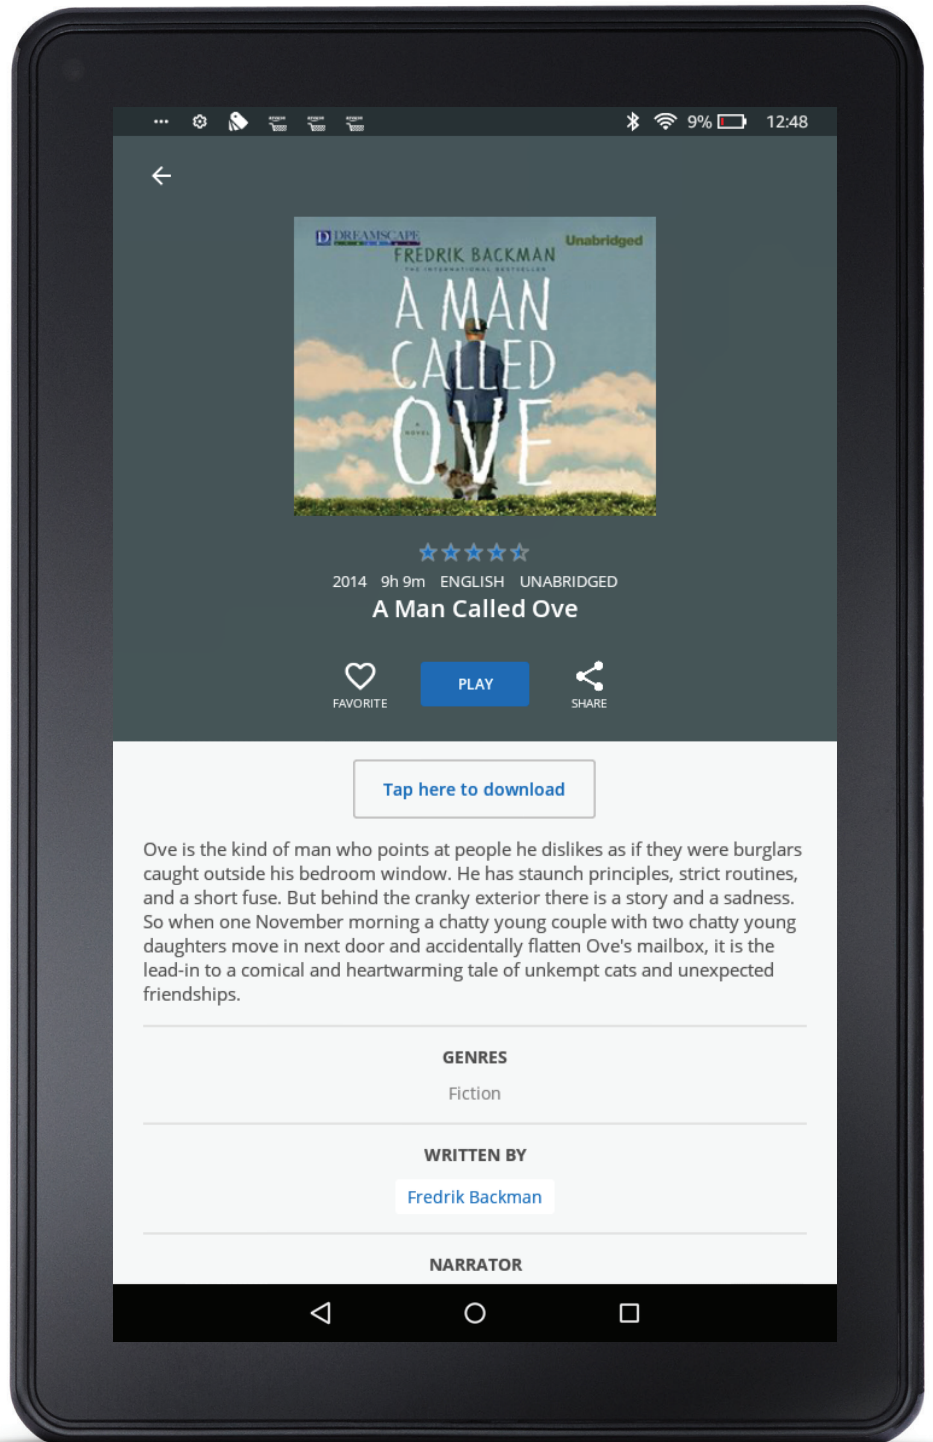 9% 12:48
DREAMSCAPE
Unabridged
FREDRIK BACKMAN
THE INTERNATIONAL BESTSELLER
A MAN
CALLED
A
NOVEL
OVE
2014 9h 9m ENGLISH UNABRIDGED
A Man Called Ove
FAVORITE
PLAY
SHARE
Tap here to download
Ove is the kind of man who points at people he dislikes as if they were burglars
caught outside his bedroom window. He has staunch principles, strict routines,
and a short fuse. But behind the cranky exterior there is a story and a sadness.
So when one November morning a chatty young couple with two chatty young
daughters move in next door and accidentally flatten Ove's mailbox, it is the
lead-in to a comical and heartwarming tale of unkempt cats and unexpected
friendships.
GENRES
Fiction
WRITTEN BY
Fredrik Backman
NARRATOR